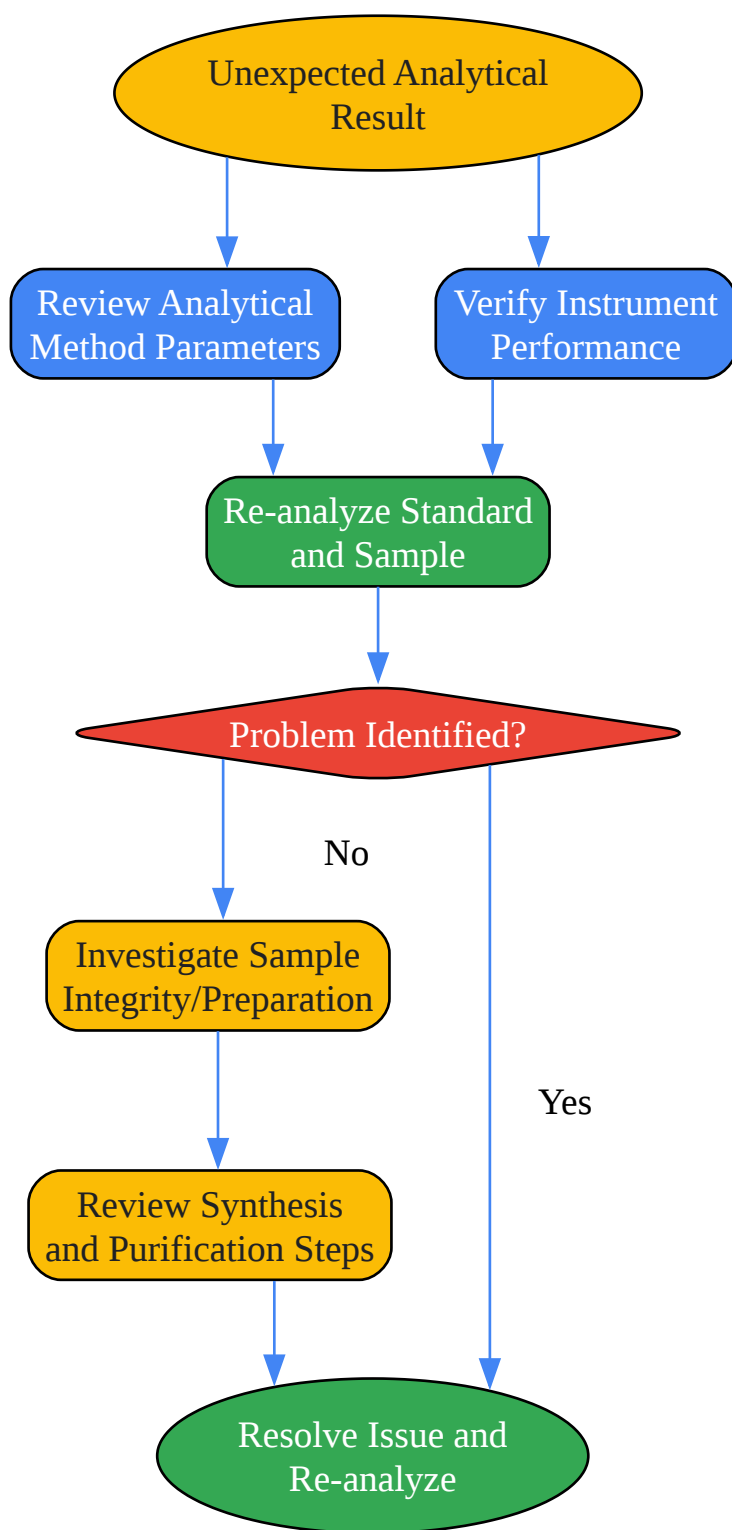 Unexpected Analytical
Result
Review Analytical
Method Parameters
Verify Instrument
Performance
Re-analyze Standard
and Sample
Problem Identified?
No
Investigate Sample
Integrity/Preparation
Yes
Review Synthesis
and Purification Steps
Resolve Issue and
Re-analyze